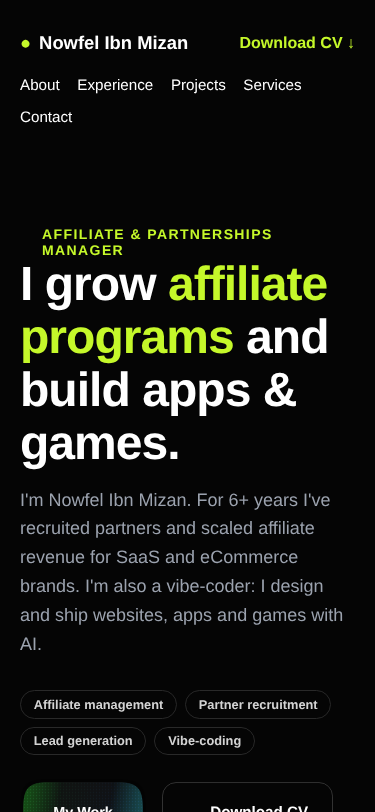 Nowfel Ibn Mizan
Download CV ↓
About Experience Projects Services
Contact
AFFILIATE & PARTNERSHIPS
MANAGER
I grow affiliate
programs and
build apps &
games.
I'm Nowfel Ibn Mizan. For 6+ years I've
recruited partners and scaled affiliate
revenue for SaaS and eCommerce
brands. I'm also a vibe-coder: I design
and ship websites, apps and games with
AI.
Affiliate management
Partner recruitment
Lead generation
Vibe-coding
My Work
Download CV